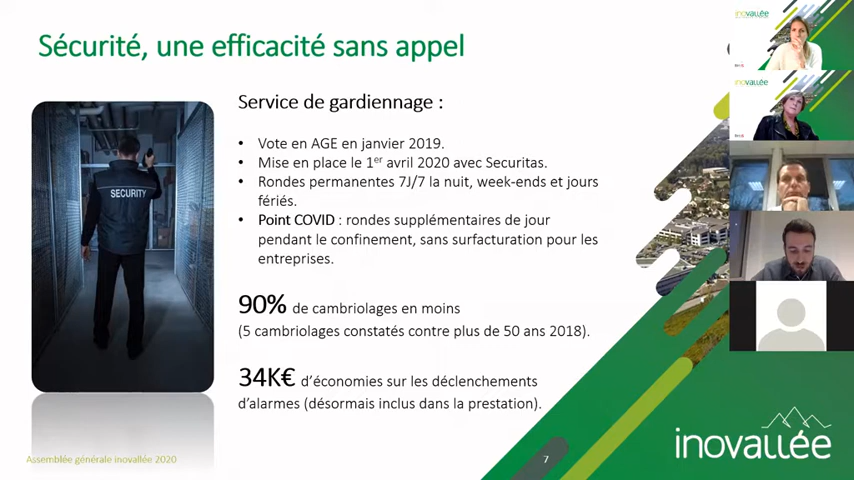 Sécurité, une efficacité sans appel
SECURITY
Service de gardiennage :
• Vote en AGE en janvier 2019.
• Mise en place le 1er avril 2020 avec Securitas.
• Rondes permanentes 7J/7 la nuit, week-ends et jours
fériés.
• Point COVID : rondes supplémentaires de jour
pendant le confinement, sans surfacturation pour les
entreprises.
90% de cambriolages en moins
(5 cambriolages constatés contre plus de 50 ans 2018).
34K€ d'économies sur les déclenchements
d'alarmes (désormais inclus dans la prestation).
Assemblée générale inovallée 2020
7
inovallée
inovallée
inovallée